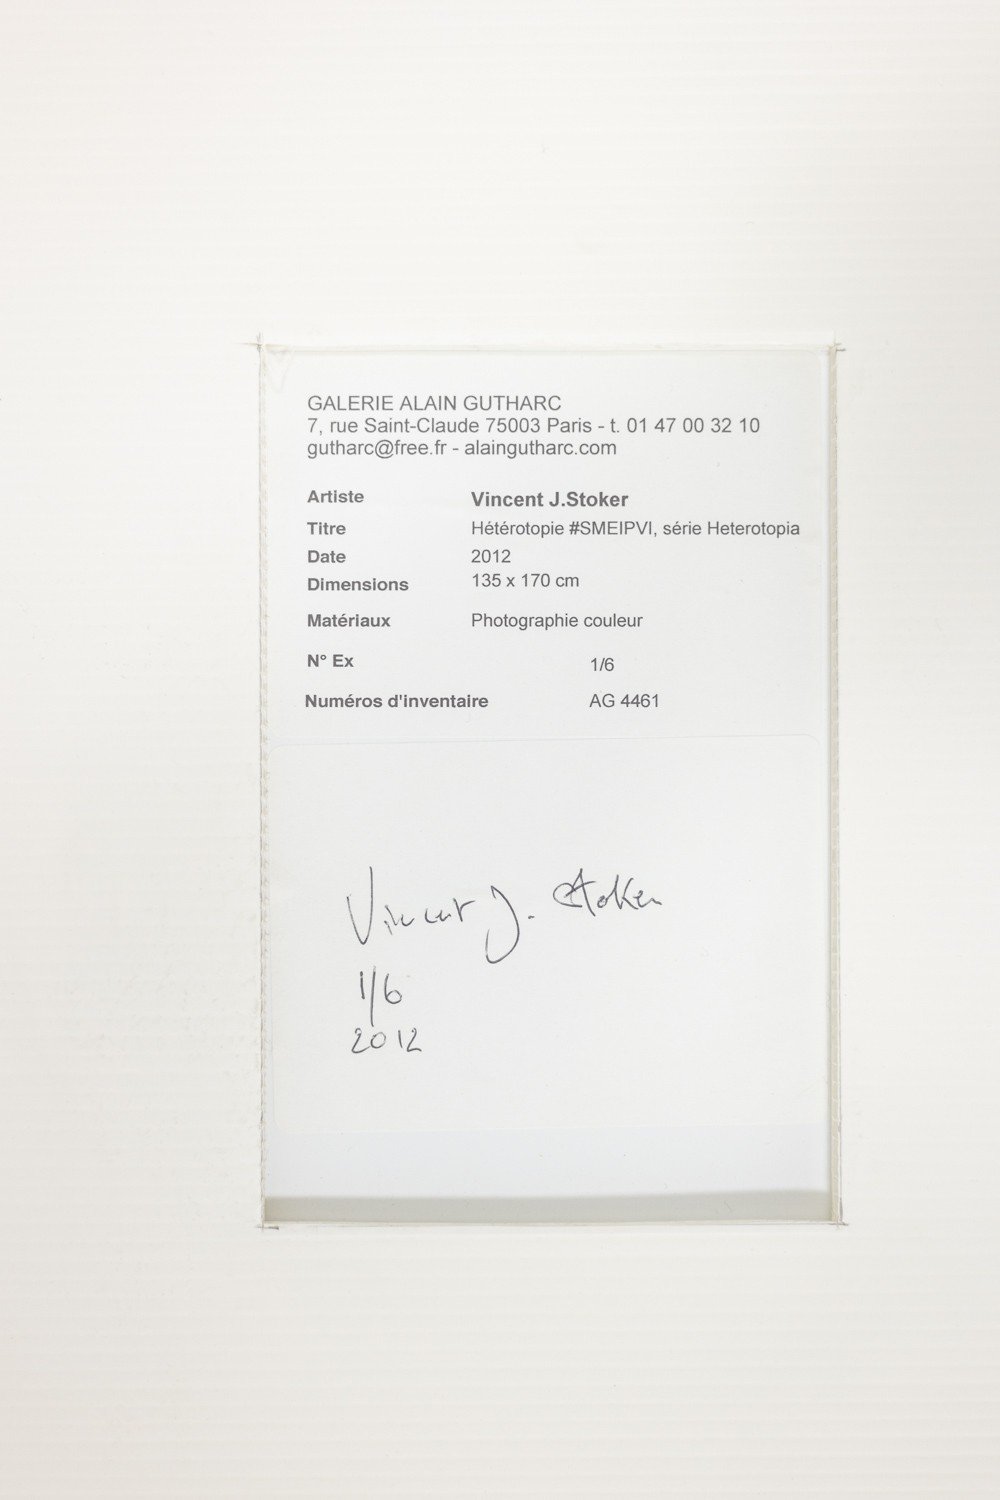 GALERIE ALAIN GUTHARC
7, rue Saint-Claude 75003 Paris - t. 01 47 00 32 10
gutharc@free.fr - alaingutharc.com
Artiste Vincent J.Stoker
Titre Hétérotopie #SMEIPVI, série Heterotopia
Date 2012
Dimensions 135 x 170 cm
Matériaux Photographie couleur
N° Ex 1/6
Numéros d'inventaire AG 4461
Vincent J. Stoker
1/6
2012